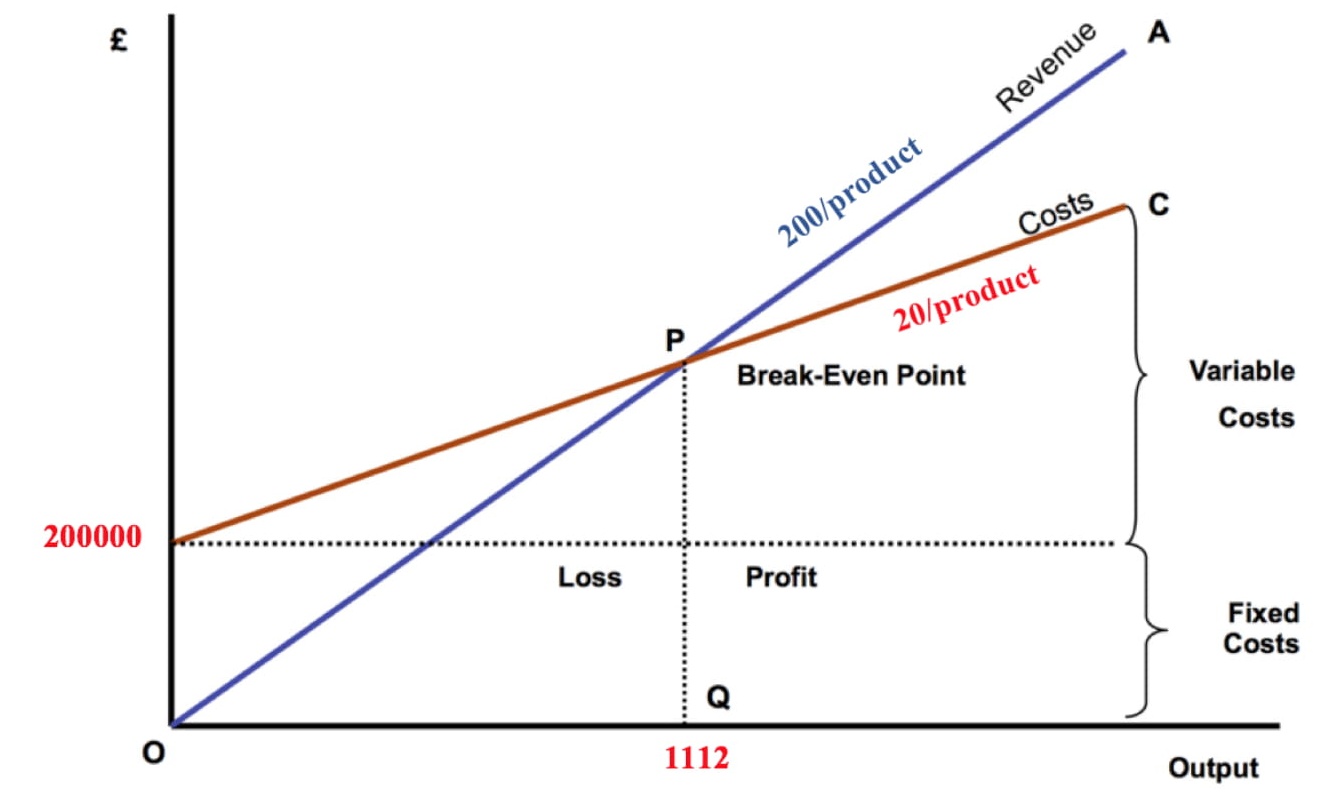 £
A
Revenue
200/product
C
Costs
20/product
P
Break-Even Point
Variable
Costs
200000
Loss
Profit
Fixed
Costs
Q
O
1112
Output